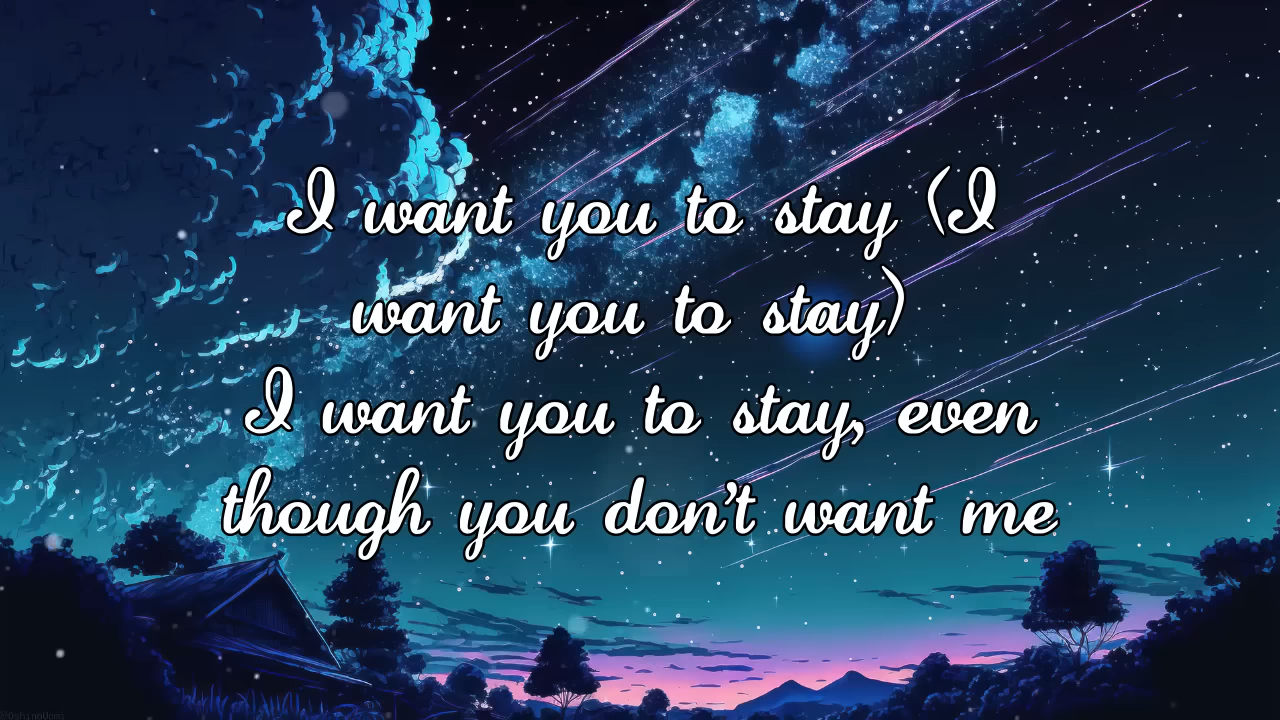 I want you to stay (I
want you to stay)
I want you to stay, even
though you don't want me